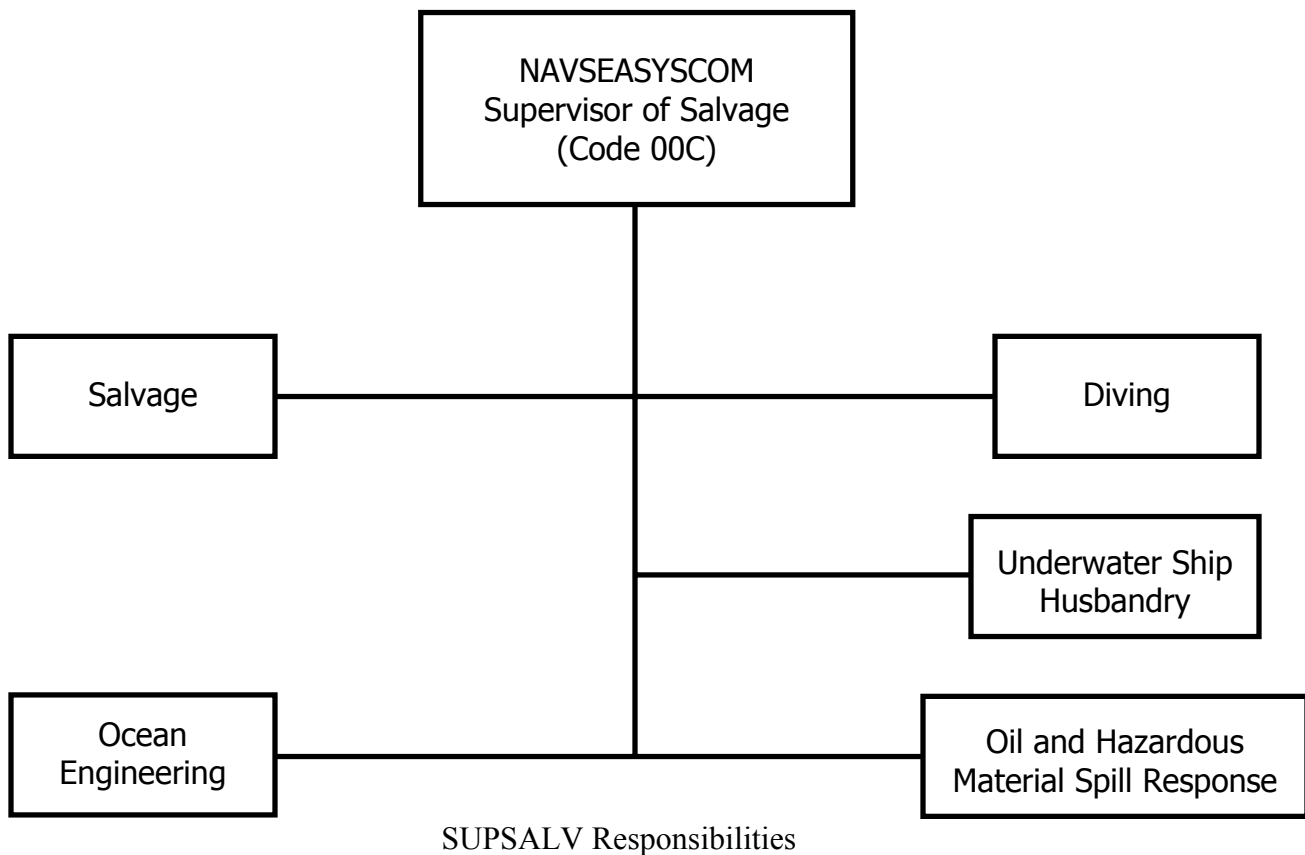 NAVSEASYSCOM
Supervisor of Salvage
(Code 00C)
Salvage
Diving
Underwater Ship
Husbandry
Ocean
Engineering
Oil and Hazardous
Material Spill Response
SUPSALV Responsibilities